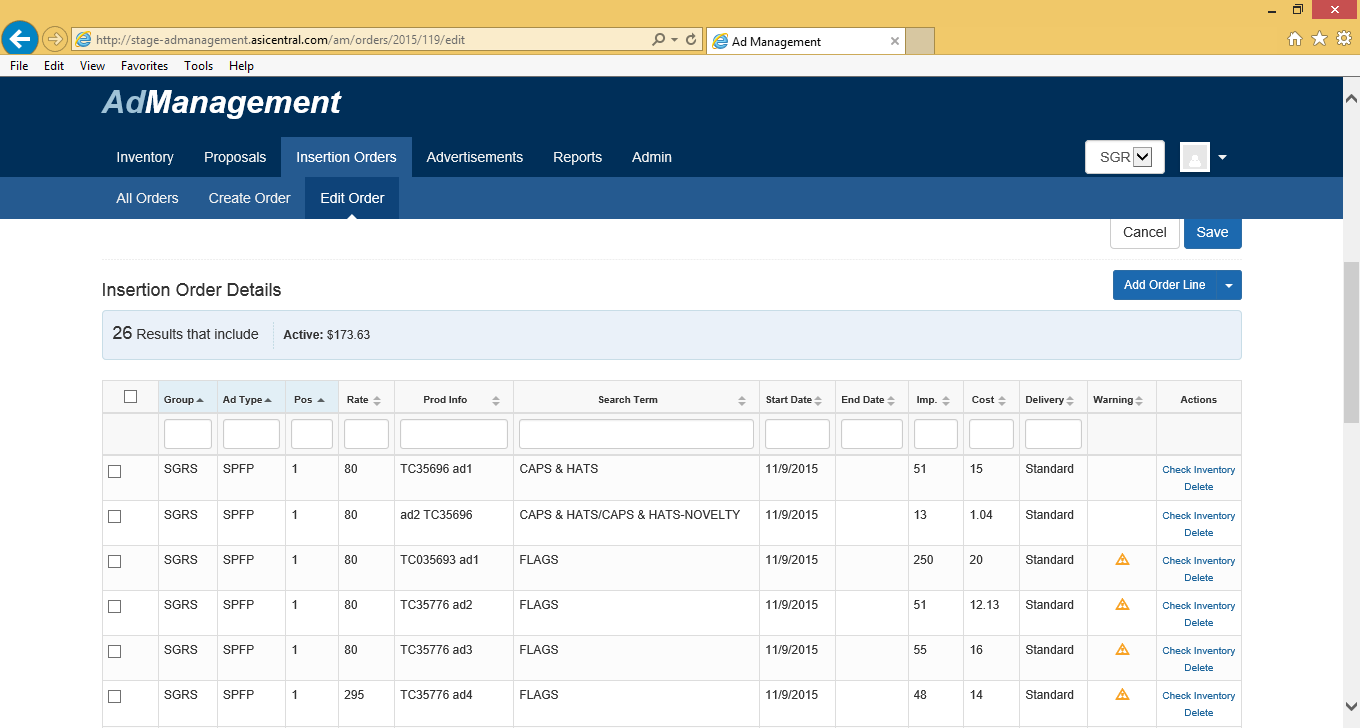 http://stage-admanagement.asicentral.com/am/orders/2015/119/edit
Ad Management
File Edit View Favorites Tools Help
AdManagement
Inventory Proposals Insertion Orders Advertisements Reports Admin
SGR
All Orders Create Order Edit Order
Cancel Save
Insertion Order Details
Add Order Line
26 Results that include Active: $173.63
Group Ad Type Pos Rate Prod Info Search Term Start Date End Date Imp. Cost Delivery Warning Actions
SGRS SPFP 1 80 TC35696 ad1 CAPS & HATS 11/9/2015 51 15 Standard Check Inventory
Delete
SGRS SPFP 1 80 ad2 TC35696 CAPS & HATS/CAPS & HATS-NOVELTY 11/9/2015 13 1.04 Standard Check Inventory
Delete
SGRS SPFP 1 80 TC035693 ad1 FLAGS 11/9/2015 250 20 Standard Check Inventory
Delete
SGRS SPFP 1 80 TC35776 ad2 FLAGS 11/9/2015 51 12.13 Standard Check Inventory
Delete
SGRS SPFP 1 80 TC35776 ad3 FLAGS 11/9/2015 55 16 Standard Check Inventory
Delete
SGRS SPFP 1 295 TC35776 ad4 FLAGS 11/9/2015 48 14 Standard Check Inventory
Delete